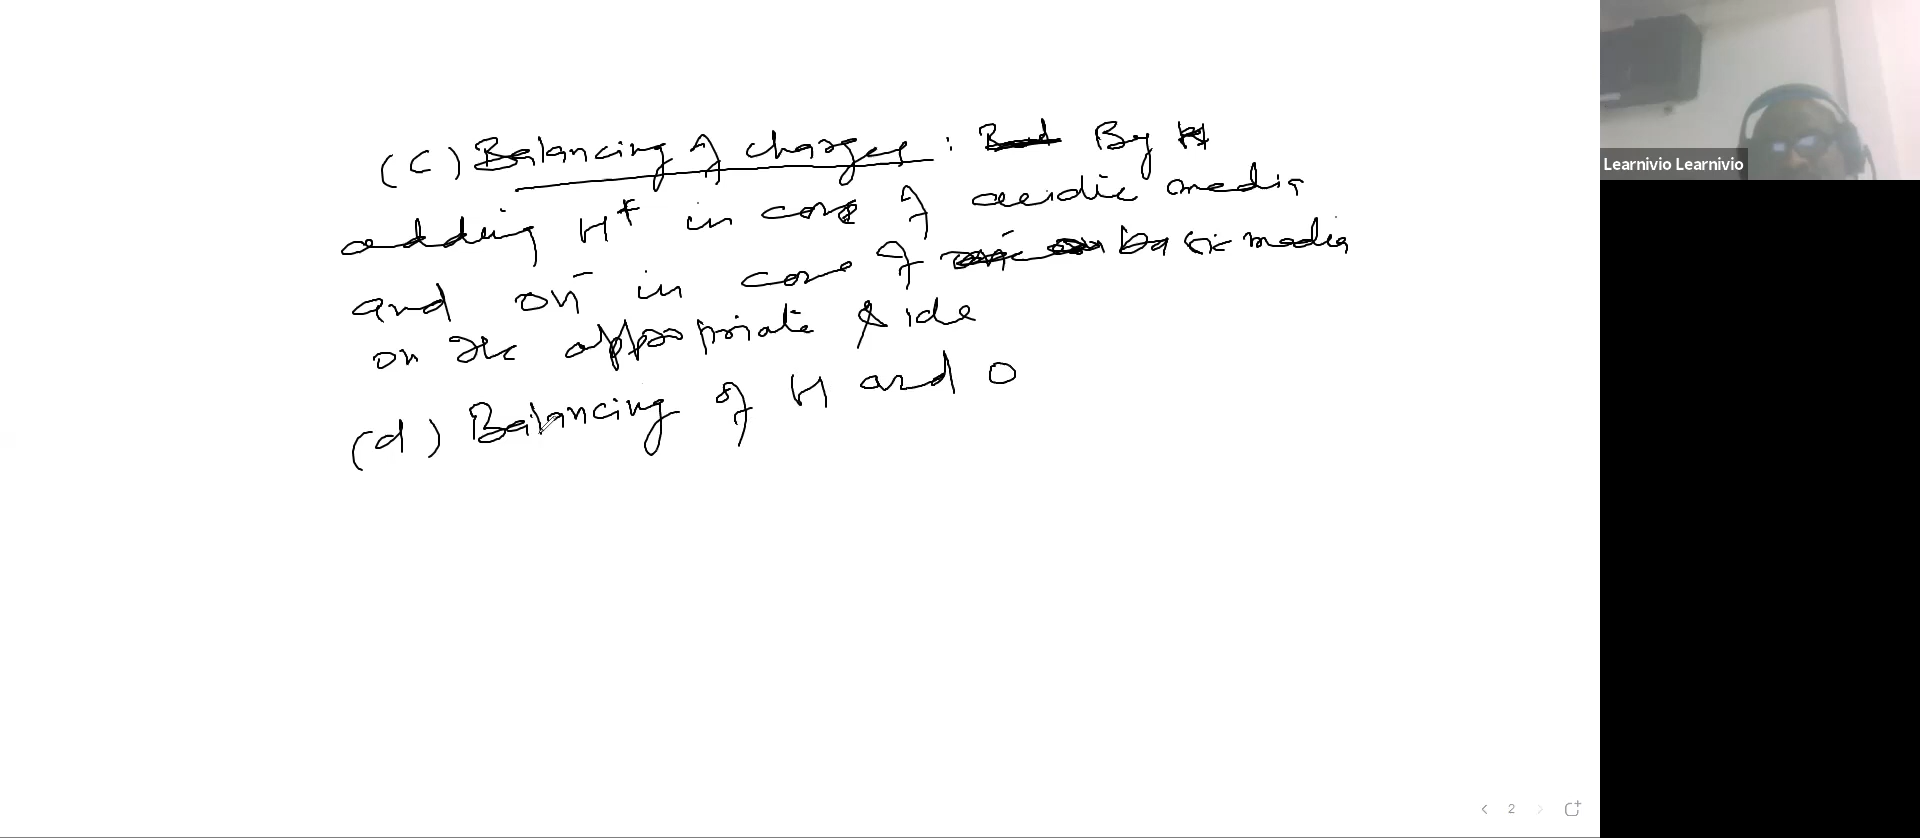 (C) Balancing of charges : By
adding H+ in case of acidic media
and OH- in case of basic media
on the appropriate side
(d) Balancing of H and O
Learnivio Learnivio
2